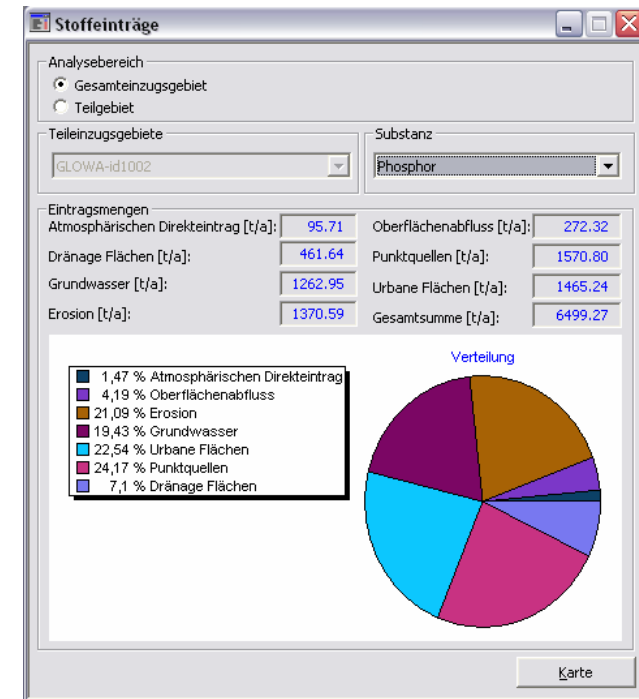 Stoffeinträge
Analysebereich
Gesamteinzugsgebiet
Teilgebiet
Teileinzugsgebiete
GLOWA-id1002
Substanz
Phosphor
Eintragsmengen
Atmosphärischen Direkteintrag [t/a]: 95.71
Dränage Flächen [t/a]: 461.64
Grundwasser [t/a]: 1262.95
Erosion [t/a]: 1370.59
Oberflächenabfluss [t/a]: 272.32
Punktquellen [t/a]: 1570.80
Urbane Flächen [t/a]: 1465.24
Gesamtsumme [t/a]: 6499.27
Verteilung
1,47 % Atmosphärischen Direkteintrag
4,19 % Oberflächenabfluss
21,09 % Erosion
19,43 % Grundwasser
22,54 % Urbane Flächen
24,17 % Punktquellen
7,1 % Dränage Flächen
Karte